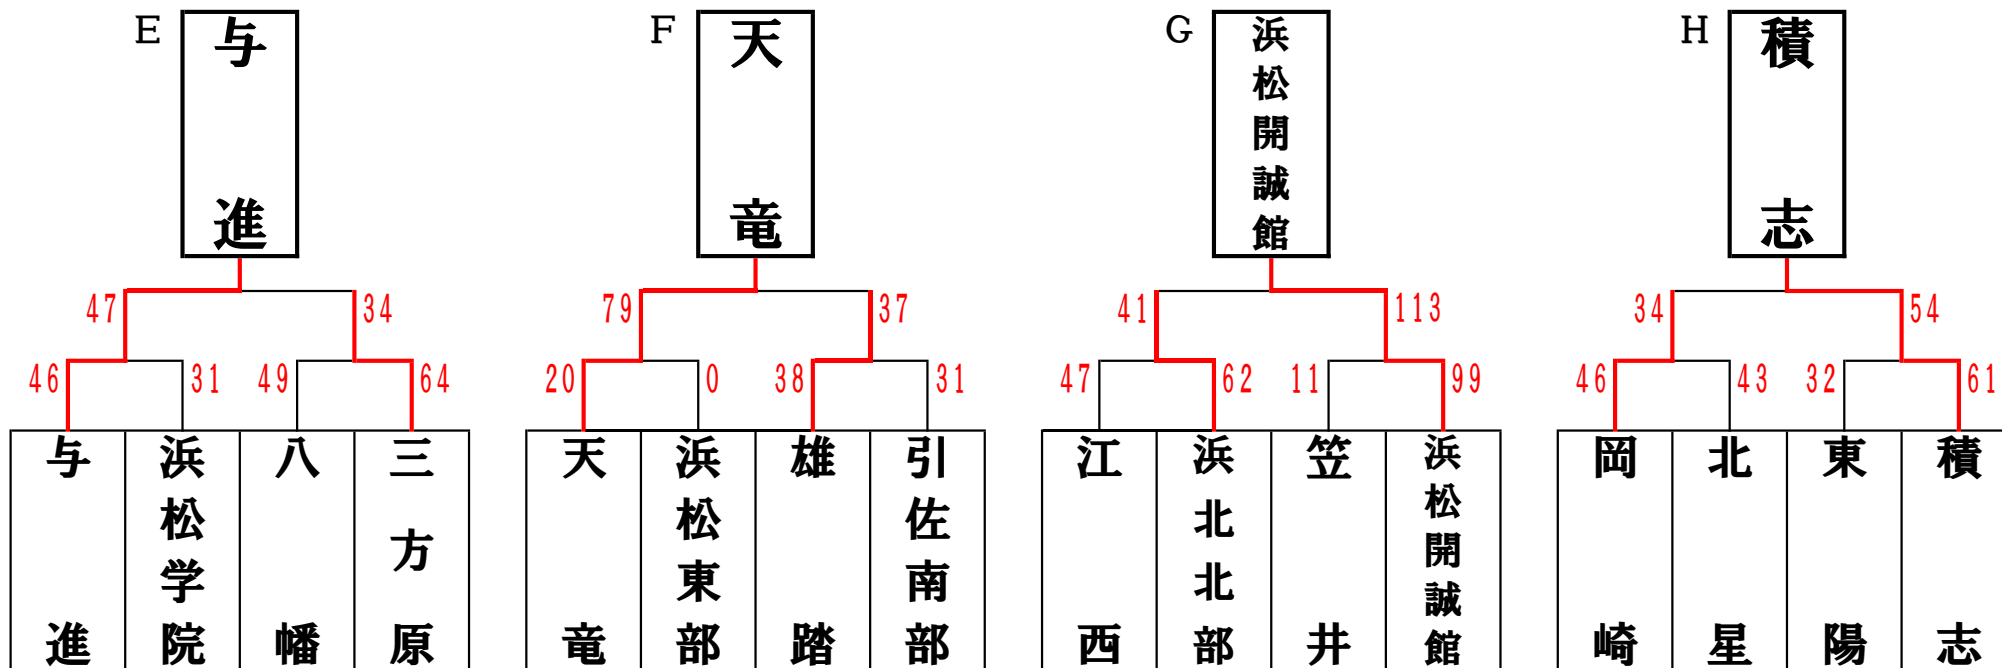 E
与進
F
天竜
G
浜松開誠館
H
積志
47
34
79
37
41
113
34
54
46
31
49
64
20
0
38
31
47
62
11
99
46
43
32
61
与進
浜松学院
八幡
三方原
天竜
浜松東部
雄踏
引佐南部
江西
浜北北部
笠井
浜松開誠館
岡崎
北星
東陽
積志